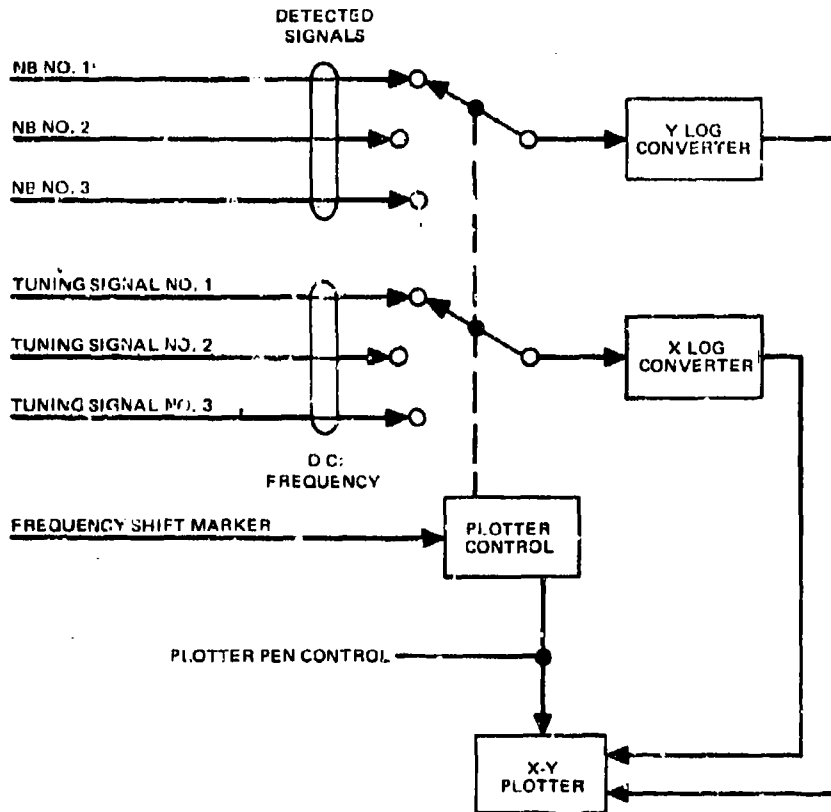 DETECTED
SIGNALS
NB NO. 1
NB NO. 2
NB NO. 3
Y LOG
CONVERTER
TUNING SIGNAL NO. 1
TUNING SIGNAL NO. 2
TUNING SIGNAL NO. 3
X LOG
CONVERTER
D C:
FREQUENCY
FREQUENCY SHIFT MARKER
PLOTTER
CONTROL
PLOTTER PEN CONTROL
X-Y
PLOTTER